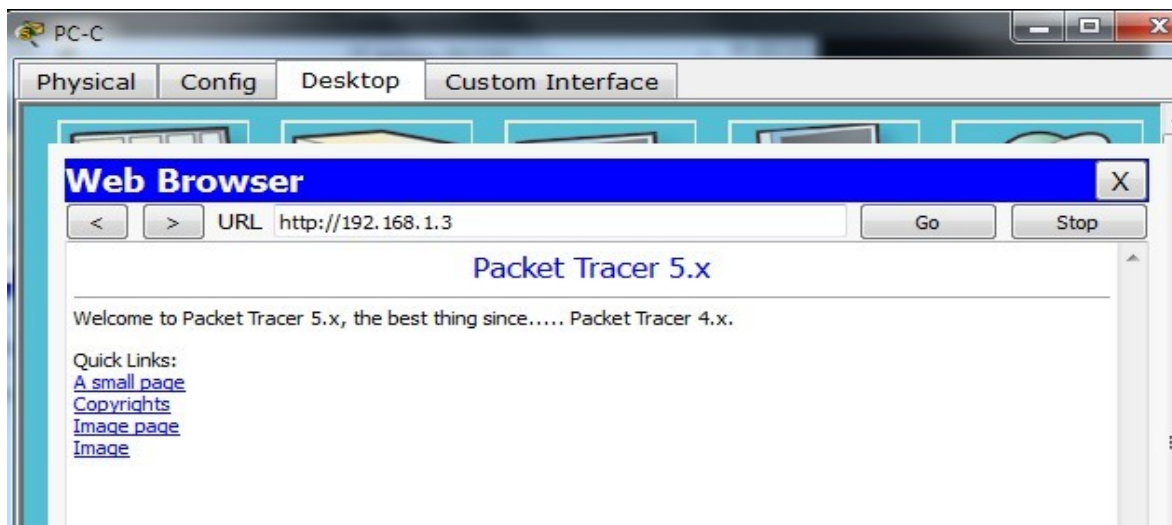 PC-C
Physical Config Desktop Custom Interface
Web Browser X
< > URL http://192.168.1.3 Go Stop
Packet Tracer 5.x
Welcome to Packet Tracer 5.x, the best thing since..... Packet Tracer 4.x.
Quick Links:
A small page
Copyrights
Image page
Image